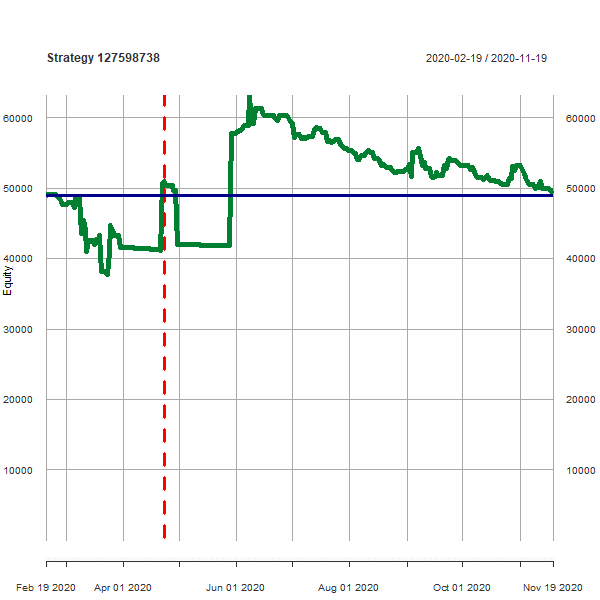 Strategy 127598738
2020-02-19 / 2020-11-19
60000
60000
50000
50000
40000
40000
30000
30000
20000
20000
10000
10000
Equity
Feb 19 2020
Apr 01 2020
Jun 01 2020
Aug 01 2020
Oct 01 2020
Nov 19 2020